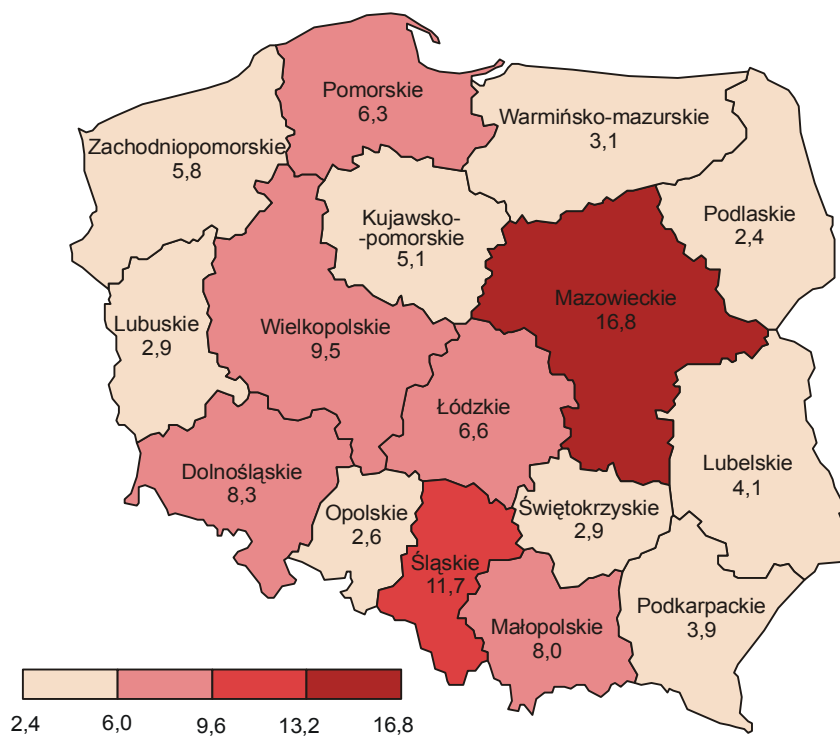 Pomorskie
6,3
Warmińsko-mazurskie
3,1
Zachodniopomorskie
5,8
Podlaskie
2,4
Kujawsko-
-pomorskie
5,1
Mazowieckie
16,8
Lubuskie
2,9
Wielkopolskie
9,5
Łódzkie
6,6
Dolnośląskie
8,3
Lubelskie
4,1
Opolskie
2,6
Świętokrzyskie
2,9
Śląskie
11,7
Małopolskie
8,0
Podkarpackie
3,9
2,4 6,0 9,6 13,2 16,8